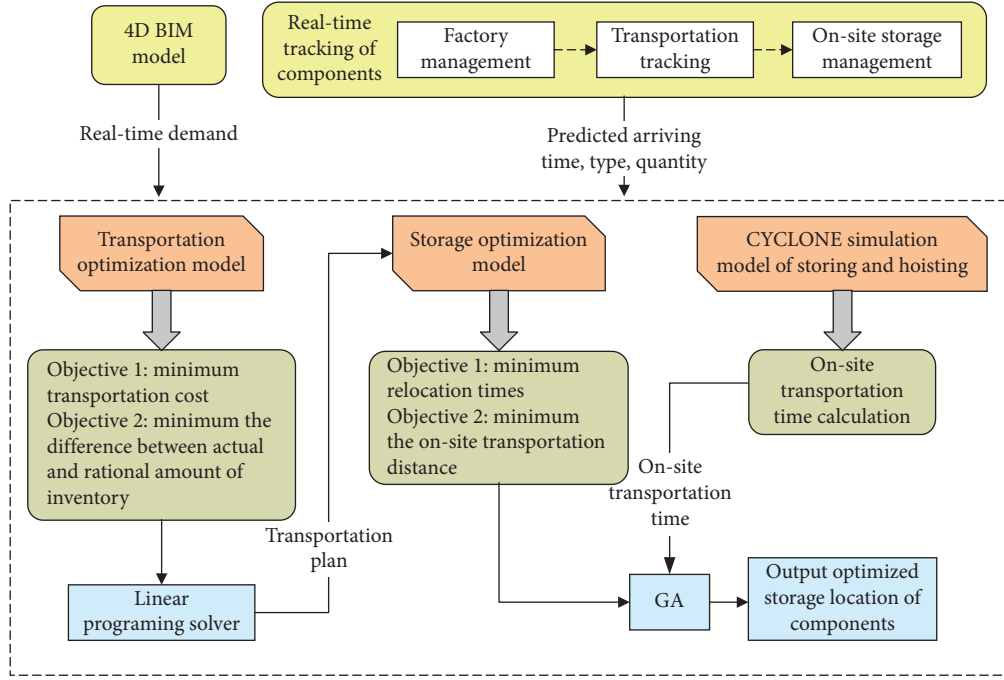 4D BIM
model
Real-time
tracking of
components
Factory
management
Transportation
tracking
On-site storage
management
Real-time demand
Predicted arriving
time, type, quantity
Transportation
optimization model
Storage optimization
model
CYCLONE simulation
model of storing and hoisting
Objective 1: minimum
transportation cost
Objective 2: minimum the
difference between actual
and rational amount of
inventory
Objective 1: minimum
relocation times
Objective 2: minimum
the on-site transportation
distance
On-site
transportation
time calculation
On-site
transportation
time
Transportation
plan
Linear
programing solver
GA
Output optimized
storage location of
components